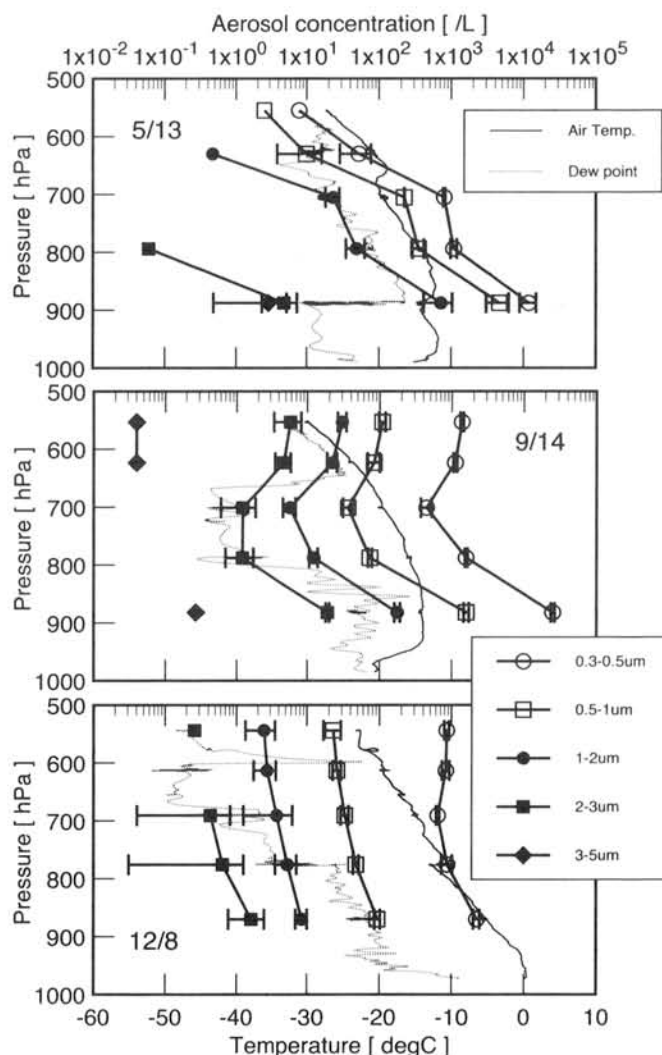 Aerosol concentration [ /L]
1x10-2 1x100 1x101 1x102 1x103 1x104 1x105
500
600
700
800
900
1000
Pressure [ hPa]
5/13
Air Temp.
Dew point
500
600
700
800
900
1000
Pressure [ hPa]
9/14
500
600
700
800
900
1000
Pressure [ hPa]
12/8
0.3-0.5um
0.5-1um
1-2um
2-3um
3-5um
-60 -50 -40 -30 -20 -10 0 10
Temperature [ degC]